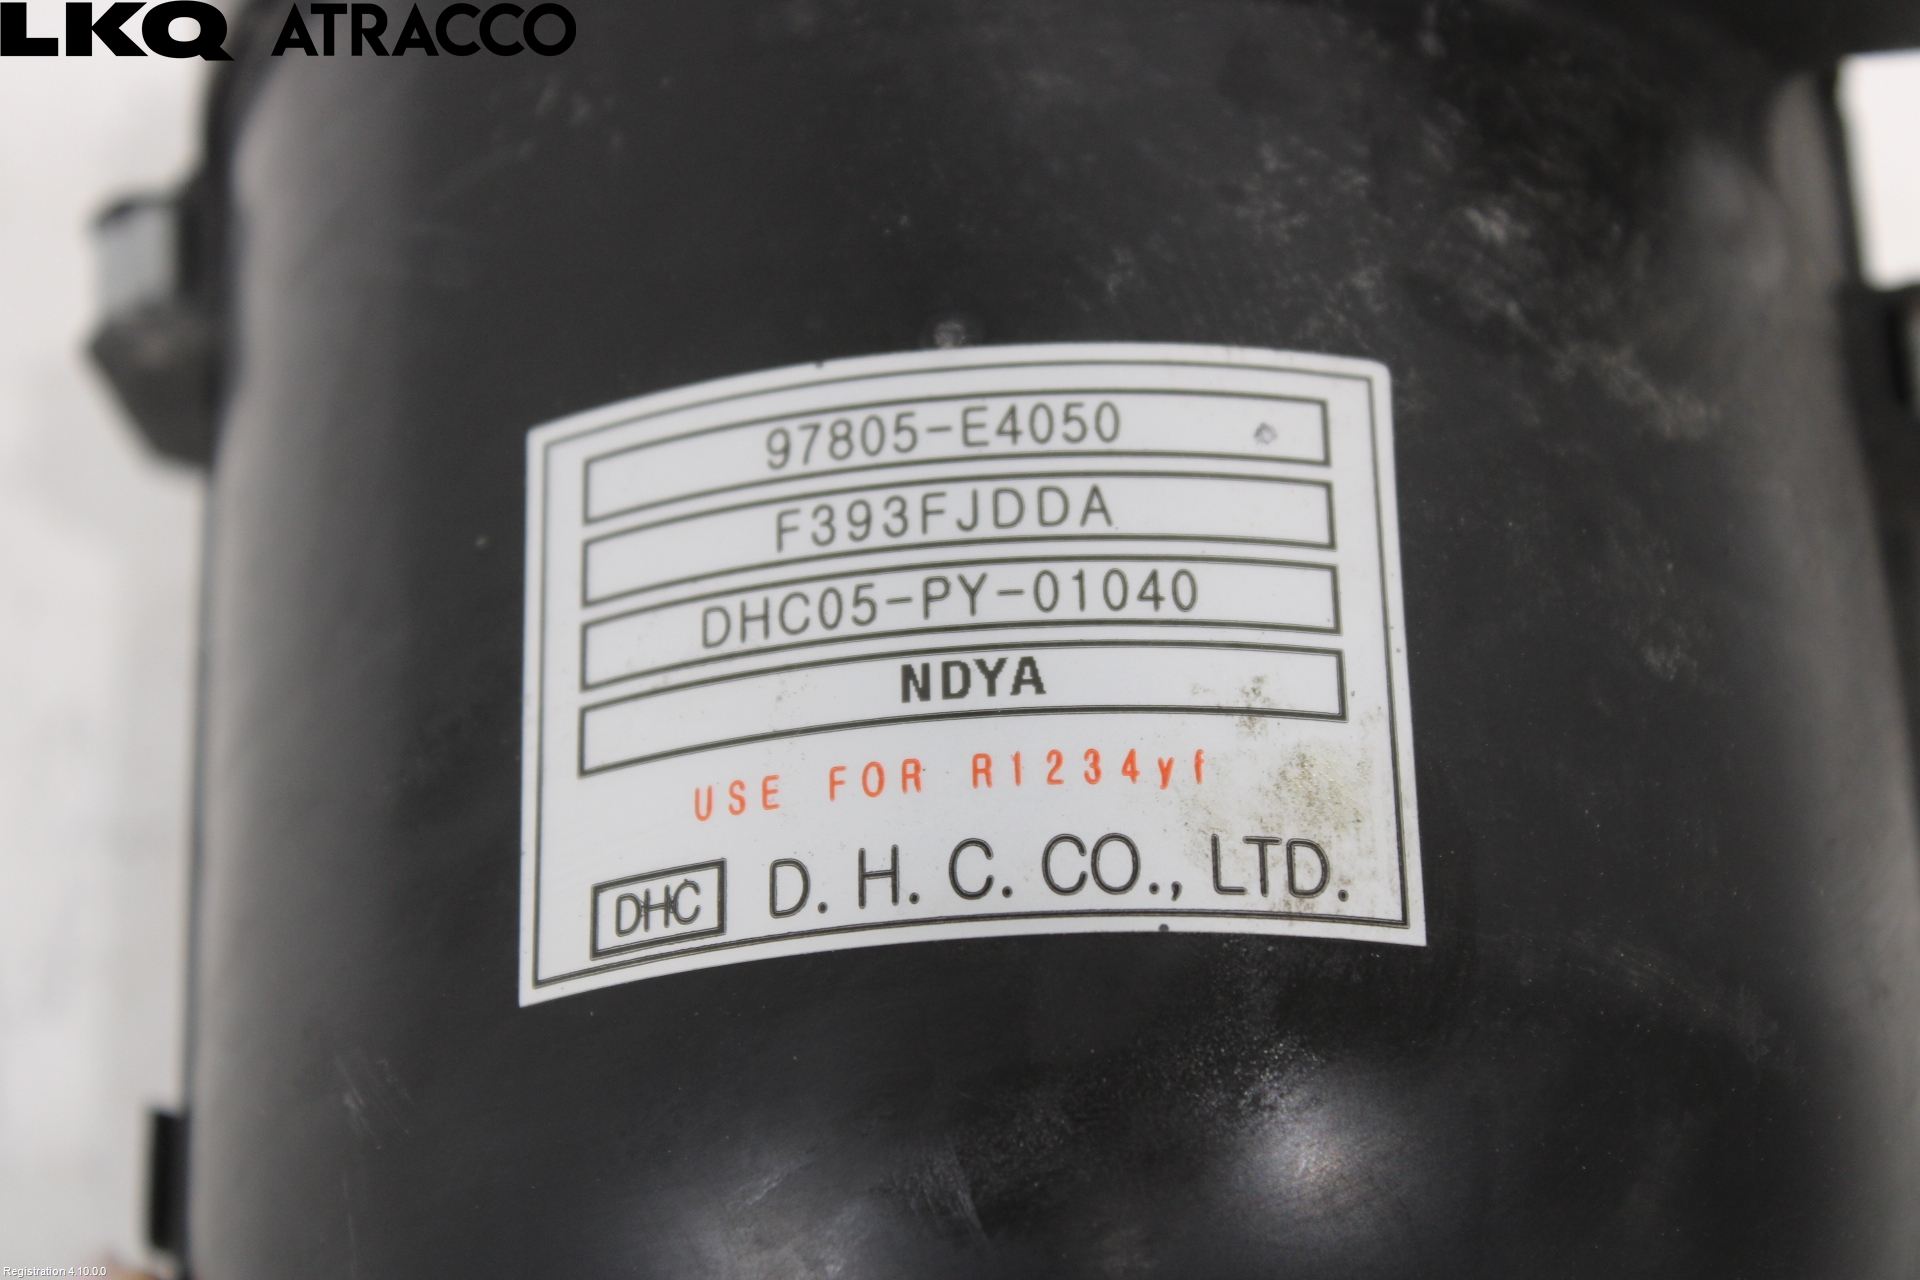 LKQ ATRACCO
97805-E4050
F393FJDDA
DHC05-PY-01040
NDYA
USE FOR R1234yf
DHC D. H. C. CO., LTD.
Registration 4.10.0.0